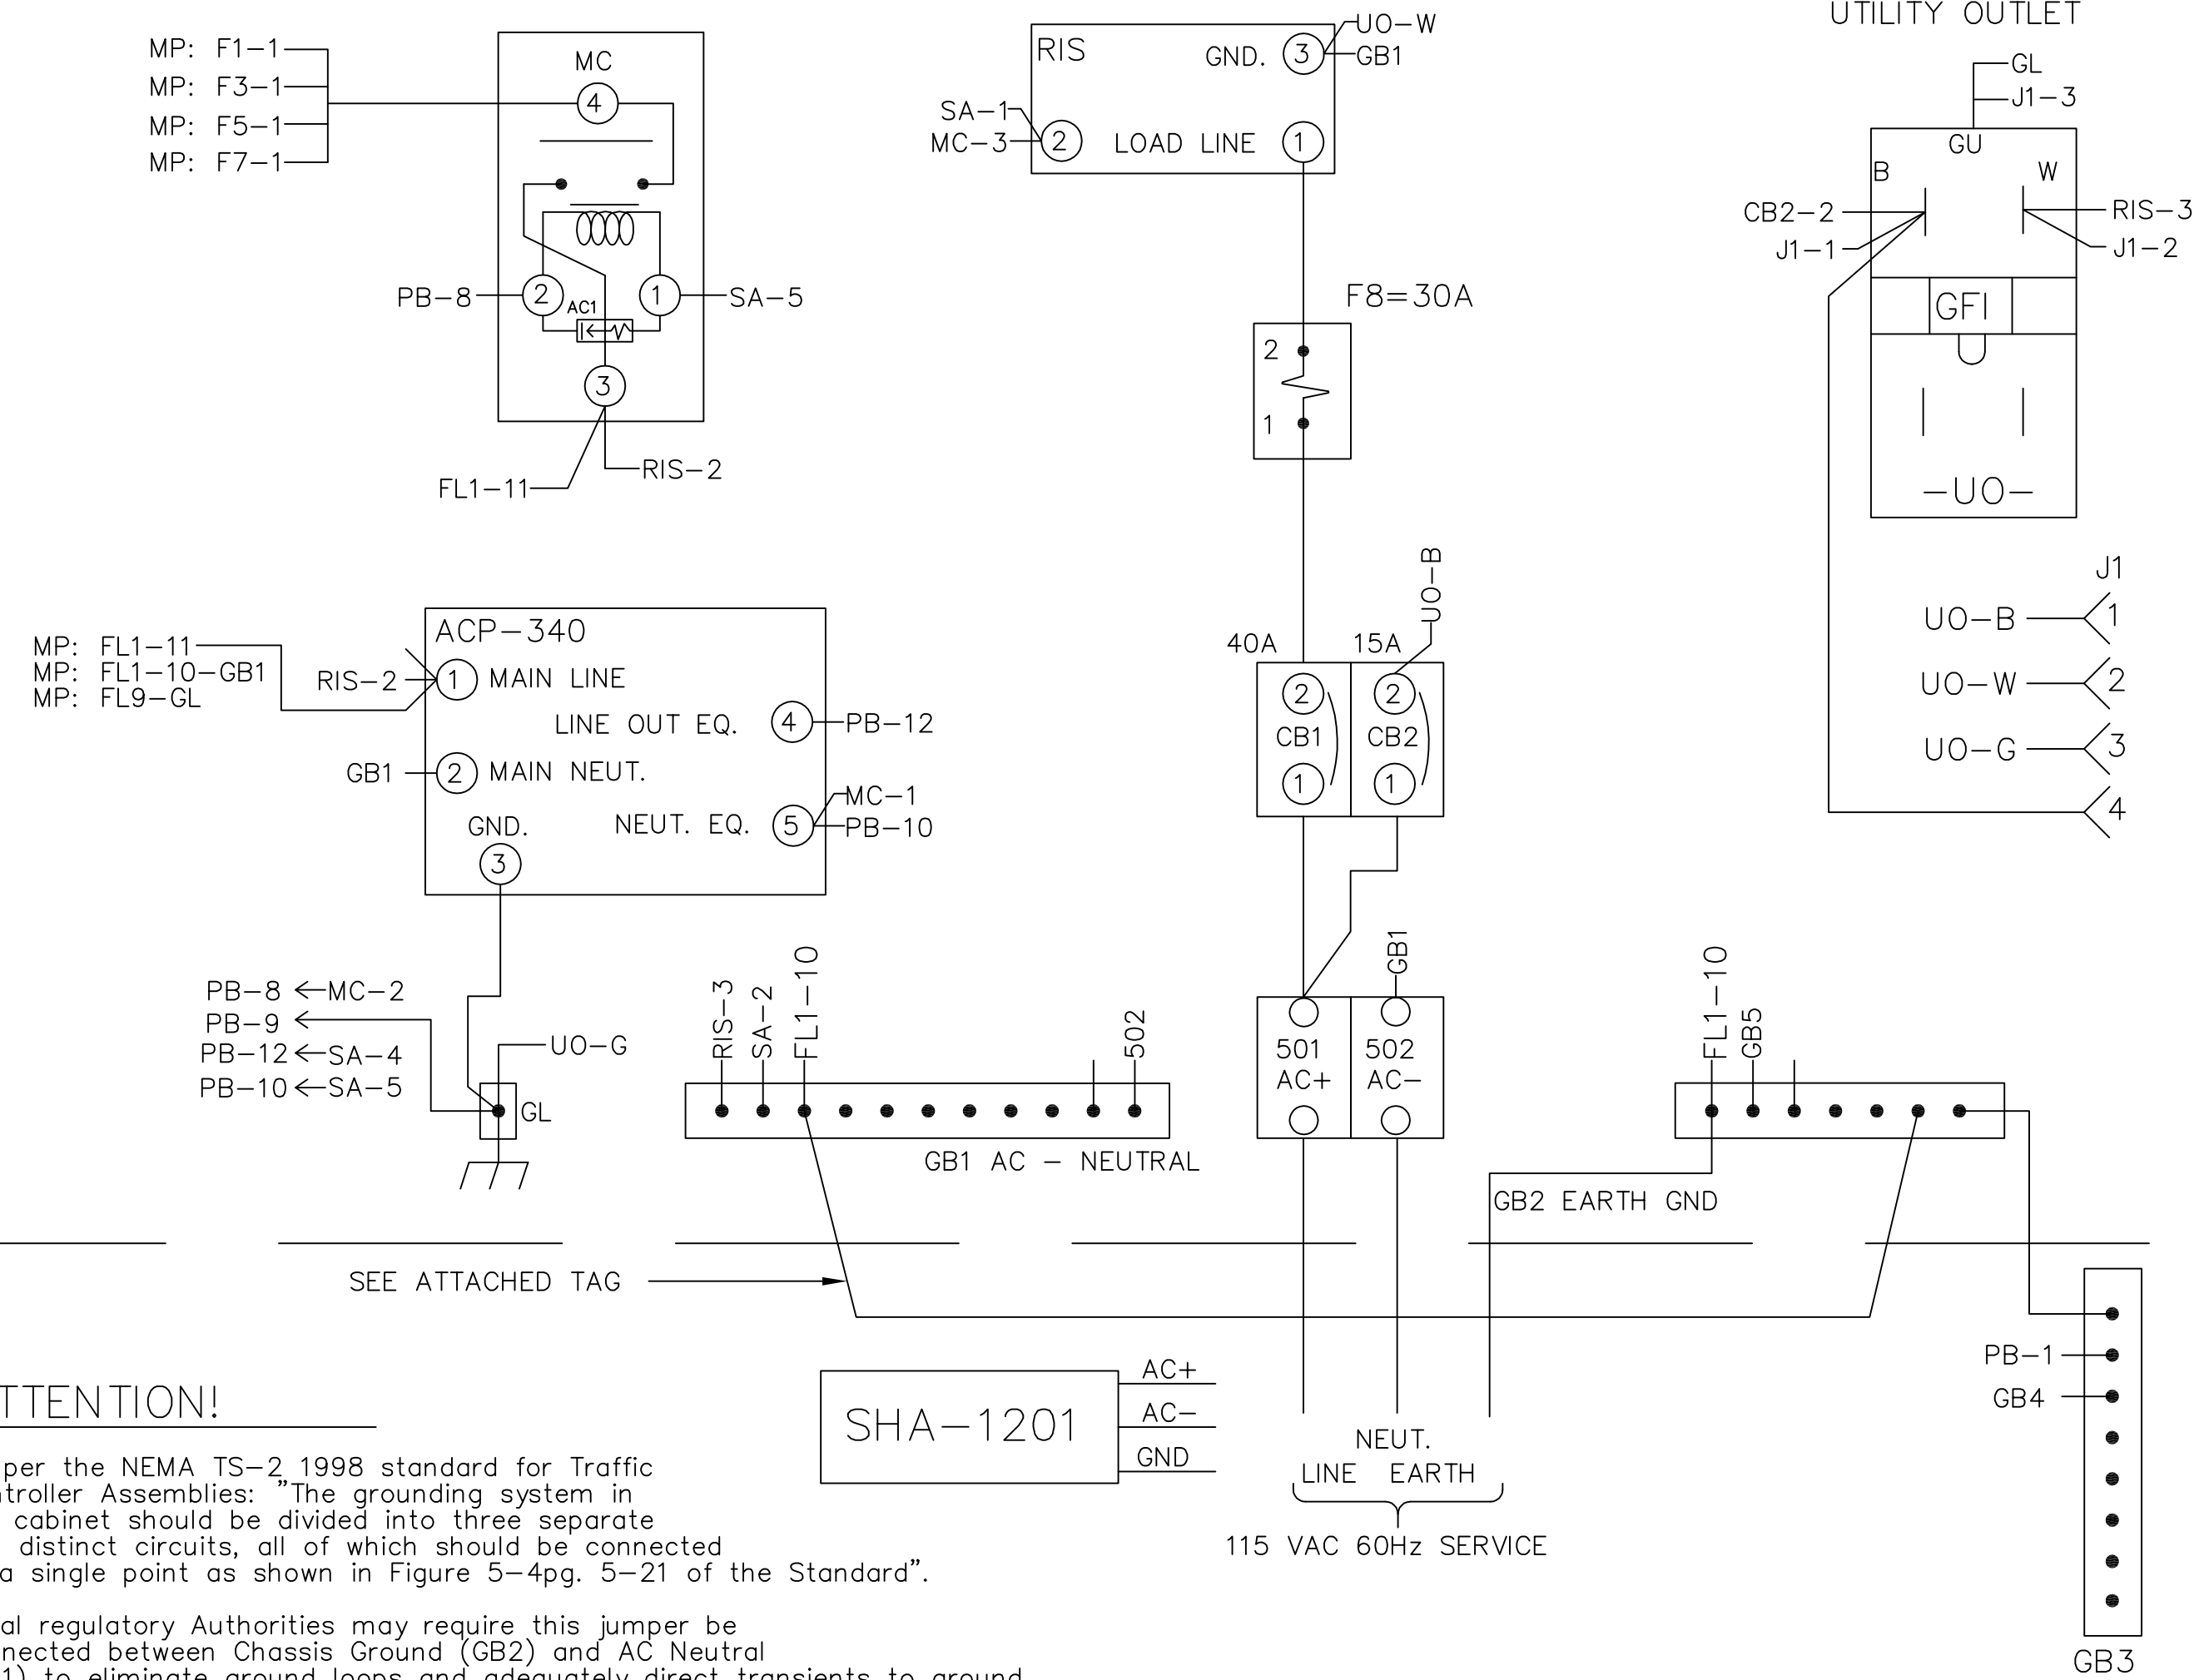 UTILITY OUTLET
MP: F1-1
MP: F3-1
MP: F5-1
MP: F7-1
MC
4
PB-8
2
AC1
1
SA-5
3
FL1-11
RIS-2
RIS
GND.
3
UO-W
GB1
SA-1
MC-3
2
LOAD LINE
1
F8=30A
2
1
GL
J1-3
GU
B
W
CB2-2
J1-1
RIS-3
J1-2
GFI
-UO-
J1
UO-B
1
UO-W
2
UO-G
3
4
MP: FL1-11
MP: FL1-10-GB1
MP: FL9-GL
ACP-340
RIS-2
1
MAIN LINE
LINE OUT EQ.
4
PB-12
GB1
2
MAIN NEUT.
NEUT. EQ.
5
MC-1
PB-10
GND.
3
UO-B
40A
15A
2
2
CB1
CB2
1
1
PB-8
MC-2
PB-9
PB-12
SA-4
PB-10
SA-5
UO-G
GL
RIS-3
SA-2
FL1-10
502
GB1 AC - NEUTRAL
GB1
501
AC+
502
AC-
FL1-10
GB5
GB2 EARTH GND
SEE ATTACHED TAG
SHA-1201
AC+
AC-
GND
NEUT.
LINE EARTH
115 VAC 60Hz SERVICE
PB-1
GB4
GB3
TTENTION!
per the NEMA TS-2 1998 standard for Traffic
troller Assemblies: "The grounding system in
cabinet should be divided into three separate
distinct circuits, all of which should be connected
a single point as shown in Figure 5-4pg. 5-21 of the Standard".
al regulatory Authorities may require this jumper be
nected between Chassis Ground (GB2) and AC Neutral
1) to eliminate ground loops and adequately direct transients to ground